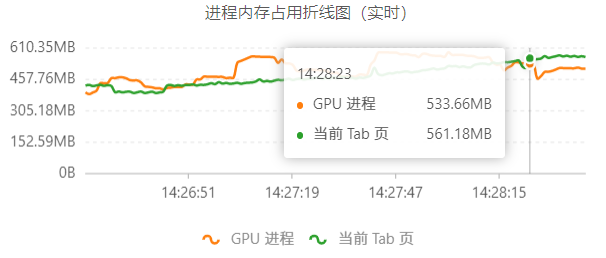 进程内存占用折线图（实时）
610.35MB
457.76MB
305.18MB
152.59MB
0B
14:28:23
GPU 进程 533.66MB
当前 Tab 页 561.18MB
14:26:51 14:27:19 14:27:47 14:28:15
GPU 进程 当前 Tab 页